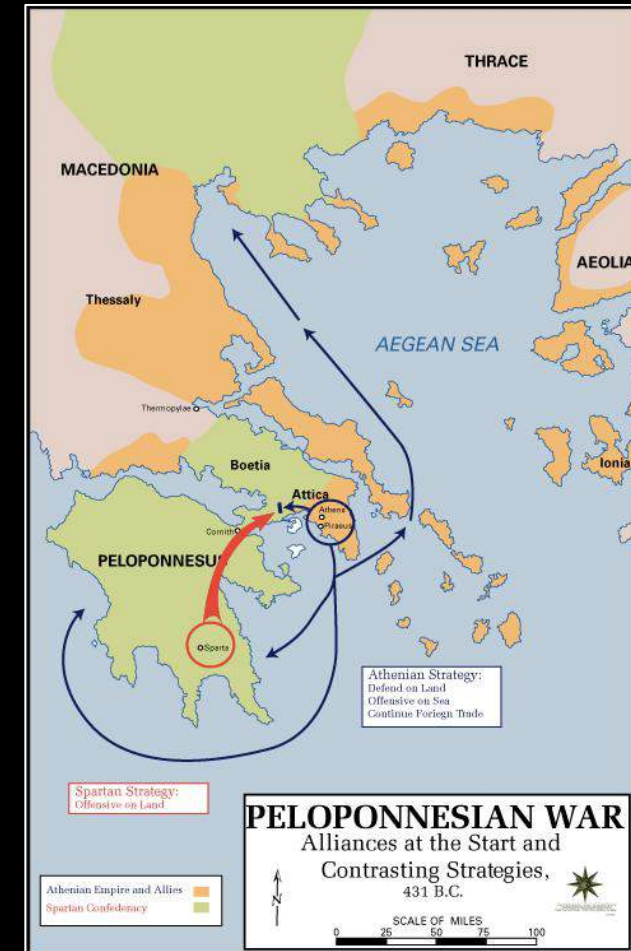 THRACE
MACEDONIA
AEOLIA
Thessaly
AEGEAN SEA
Thermopylae
Boetia
Ionia
Attica
Athens
Piraeus
Cornith
PELOPONNESUS
Sparta
Athenian Strategy:
Defend on Land
Offensive on Sea
Continue Foriegn Trade
Spartan Strategy:
Offensive on Land
PELOPONNESIAN WAR
Alliances at the Start and
Contrasting Strategies,
431 B.C.
N
SCALE OF MILES
0 25 50 75 100
Athenian Empire and Allies
Spartan Confederacy